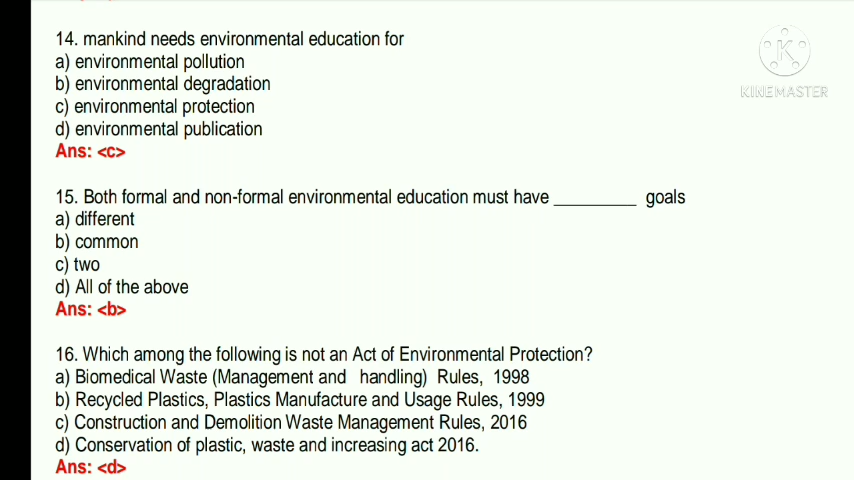 14. mankind needs environmental education for
a) environmental pollution
b) environmental degradation
c) environmental protection
d) environmental publication
Ans: <c>
15. Both formal and non-formal environmental education must have _________ goals
a) different
b) common
c) two
d) All of the above
Ans: <b>
16. Which among the following is not an Act of Environmental Protection?
a) Biomedical Waste (Management and handling) Rules, 1998
b) Recycled Plastics, Plastics Manufacture and Usage Rules, 1999
c) Construction and Demolition Waste Management Rules, 2016
d) Conservation of plastic, waste and increasing act 2016.
Ans: <d>
K
KINEMASTER